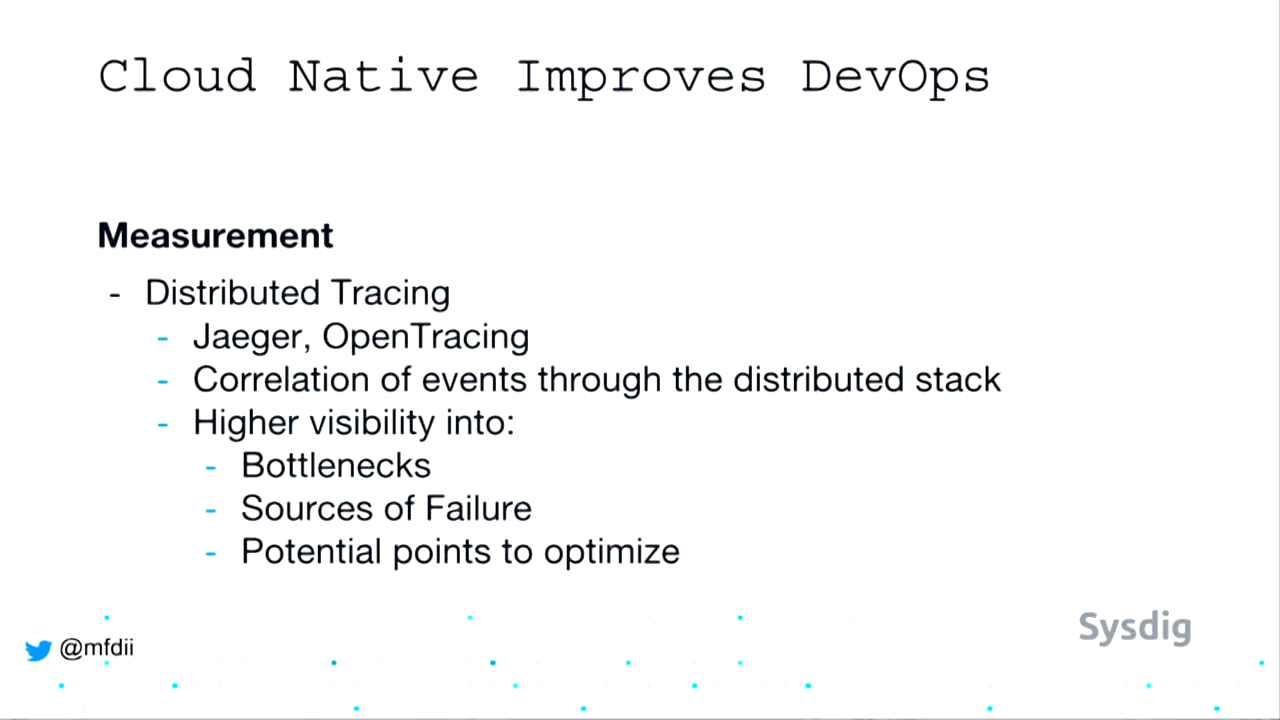 Cloud Native Improves DevOps
Measurement
- Distributed Tracing
- Jaeger, OpenTracing
- Correlation of events through the distributed stack
- Higher visibility into:
- Bottlenecks
- Sources of Failure
- Potential points to optimize
@mfdii
Sysdig